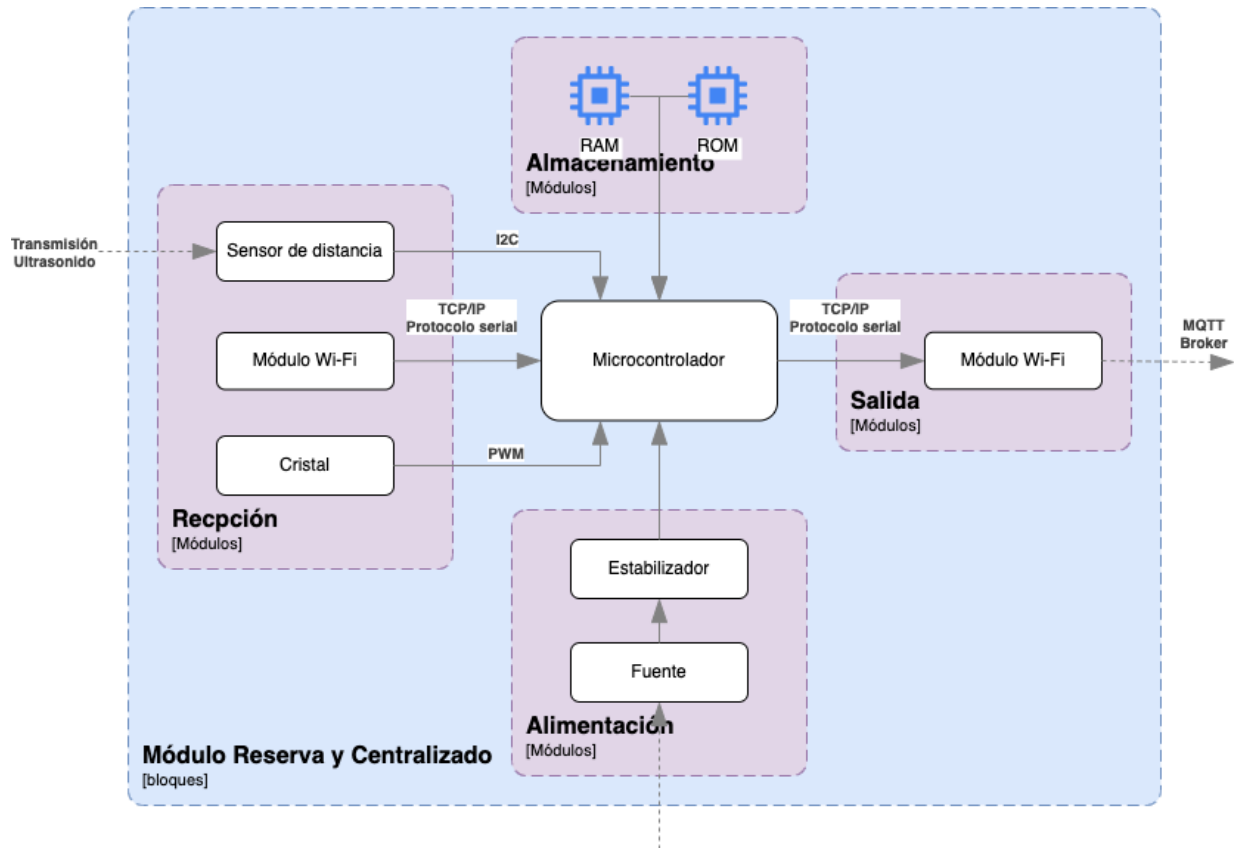 RAM
ROM
Almacenamiento
[Módulos]
Transmisión
Ultrasonido
Sensor de distancia
I2C
TCP/IP
Protocolo serial
Módulo Wi-Fi
Cristal
PWM
Recpción
[Módulos]
Microcontrolador
TCP/IP
Protocolo serial
Módulo Wi-Fi
Salida
[Módulos]
MQTT
Broker
Estabilizador
Fuente
Alimentación
[Módulos]
Módulo Reserva y Centralizado
[bloques]